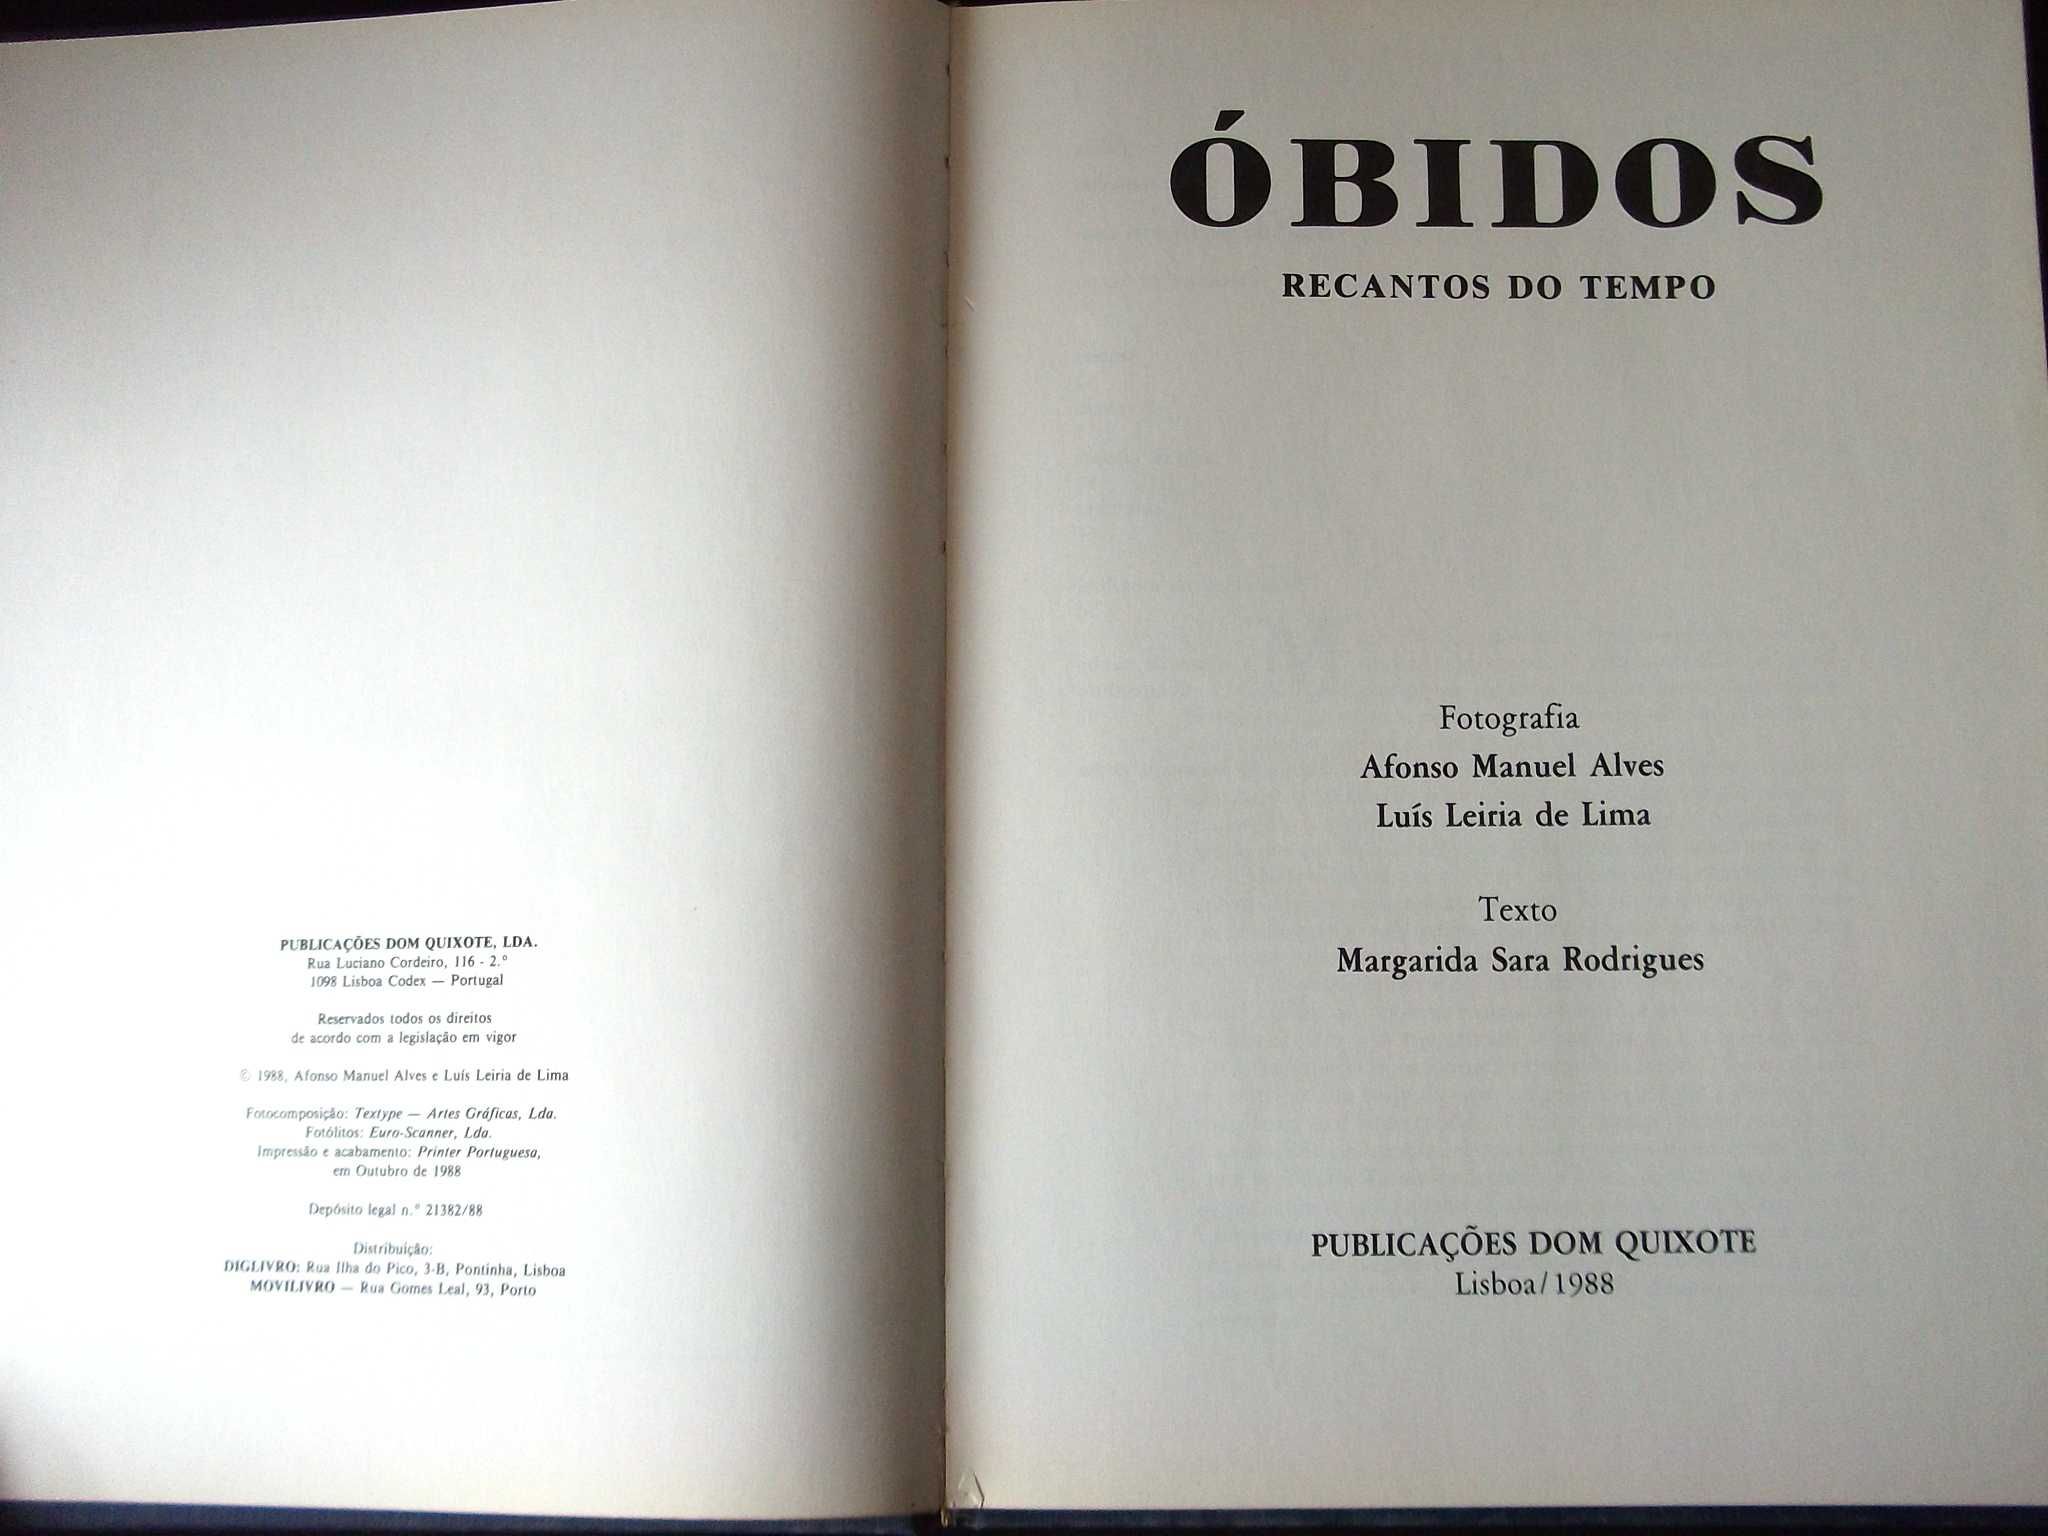 PUBLICAÇÕES DOM QUIXOTE, LDA.
Rua Luciano Cordeiro, 116 - 2.º
1098 Lisboa Codex — Portugal
Reservados todos os direitos
de acordo com a legislação em vigor
© 1988, Afonso Manuel Alves e Luís Leiria de Lima
Fotocomposição: Textype — Artes Gráficas, Lda.
Fotólitos: Euro-Scanner, Lda.
Impressão e acabamento: Printer Portuguesa,
em Outubro de 1988
Depósito legal n.º 21382/88
Distribuição:
DIGLIVRO: Rua Ilha do Pico, 3-B, Pontinha, Lisboa
MOVILIVRO — Rua Gomes Leal, 93, Porto
ÓBIDOS
RECANTOS DO TEMPO
Fotografia
Afonso Manuel Alves
Luís Leiria de Lima
Texto
Margarida Sara Rodrigues
PUBLICAÇÕES DOM QUIXOTE
Lisboa/1988